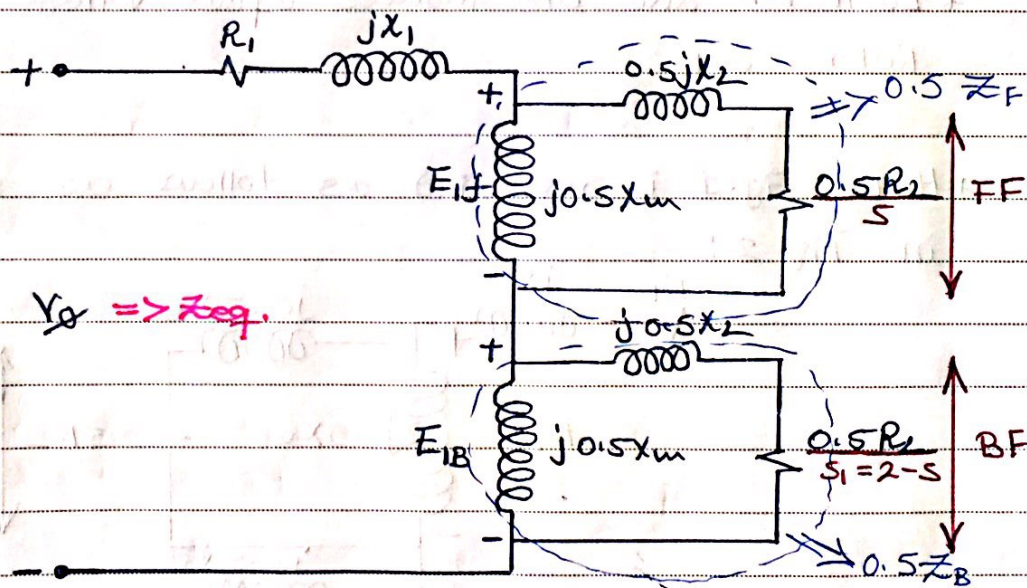 R1 jX1
+ 0.5jX2 => 0.5 ZF
+
E1f j0.5Xm 0.5R2/S FF
-
Vφ => Zeq.
j0.5X2
+
E1B j0.5Xm 0.5R2/S1=2-S BF
-
- 0.5ZB